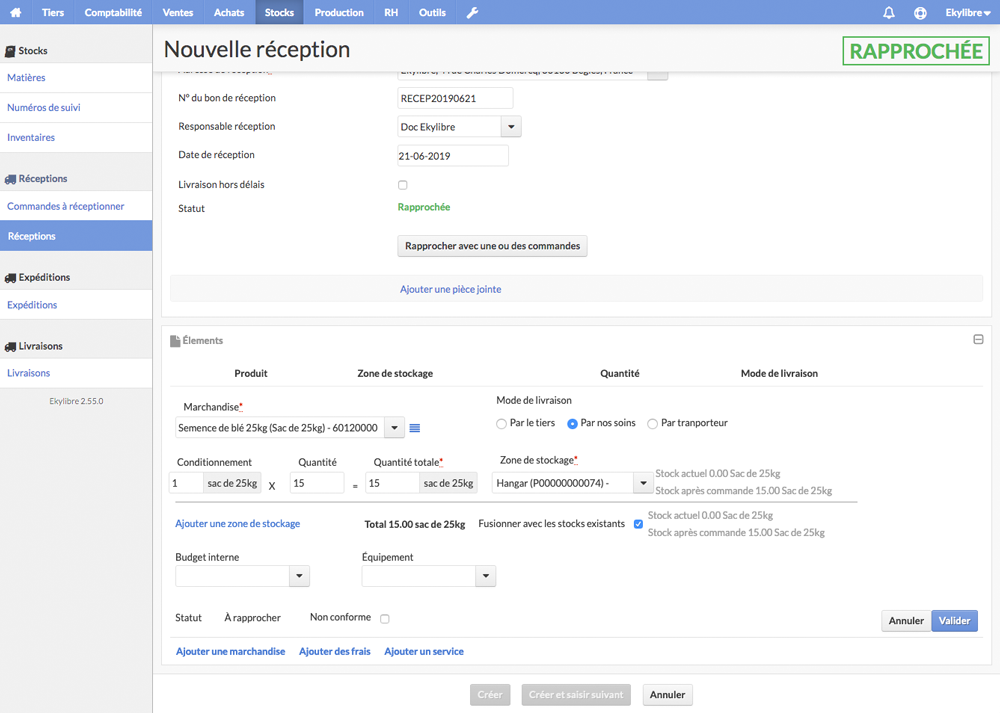 Tiers Comptabilité Ventes Achats Stocks Production RH Outils Ekylibre
Stocks
Matières
Numéros de suivi
Inventaires
Réceptions
Commandes à réceptionner
Réceptions
Expéditions
Expéditions
Livraisons
Livraisons
Ekylibre 2.55.0
Nouvelle réception
RAPPROCHÉE
N° du bon de réception RECEP20190621
Responsable réception Doc Ekylibre
Date de réception 21-06-2019
Livraison hors délais
Statut Rapprochée
Rapprocher avec une ou des commandes
Ajouter une pièce jointe
Élements
Produit Zone de stockage Quantité Mode de livraison
Marchandise* Mode de livraison
Semence de blé 25kg (Sac de 25kg) - 60120000 Par le tiers Par nos soins Par tranporteur
Conditionnement Quantité Quantité totale* Zone de stockage*
1 sac de 25kg X 15 = 15 sac de 25kg Hangar (P00000000074) - Stock actuel 0.00 Sac de 25kg
Stock après commande 15.00 Sac de 25kg
Ajouter une zone de stockage Total 15.00 sac de 25kg Fusionner avec les stocks existants Stock actuel 0.00 Sac de 25kg
Stock après commande 15.00 Sac de 25kg
Budget interne Équipement
Statut À rapprocher Non conforme Annuler Valider
Ajouter une marchandise Ajouter des frais Ajouter un service
Créer Créer et saisir suivant Annuler